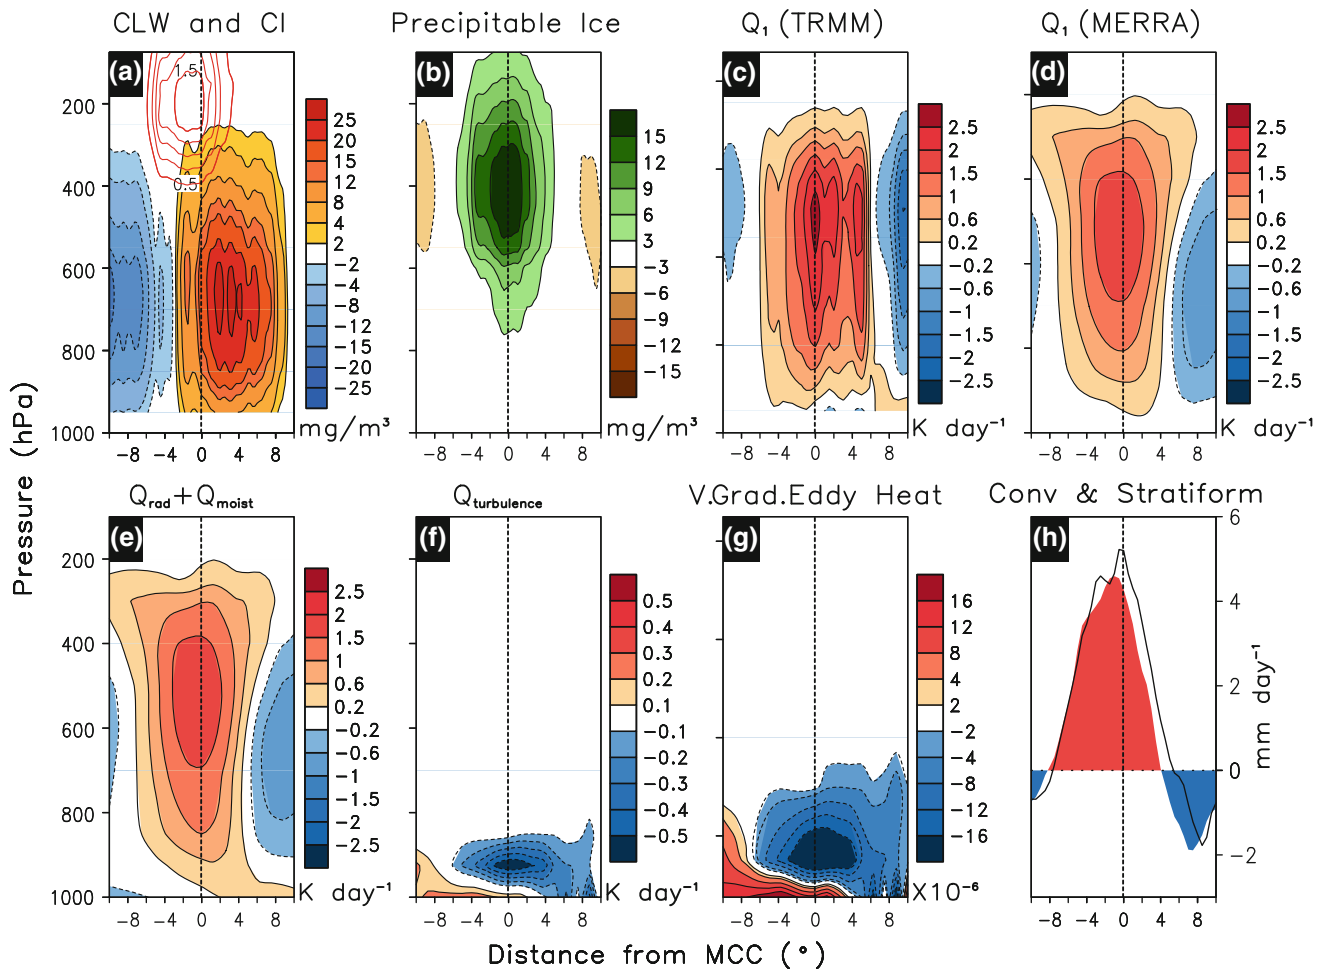 CLW and CI
Precipitable Ice
Q₁ (TRMM)
Q₁ (MERRA)
(a)
1.5
0.5
200
400
600
800
1000
-8 -4 0 4 8
25
20
15
12
8
4
2
-2
-4
-8
-12
-15
-20
-25
mg/m³
(b)
-8 -4 0 4 8
15
12
9
6
3
-3
-6
-9
-12
-15
mg/m³
(c)
-8 -4 0 4 8
2.5
2
1.5
1
0.6
0.2
-0.2
-0.6
-1
-1.5
-2
-2.5
K day⁻¹
(d)
-8 -4 0 4 8
2.5
2
1.5
1
0.6
0.2
-0.2
-0.6
-1
-1.5
-2
-2.5
K day⁻¹
Pressure (hPa)
Qrad+Qmoist
Qturbulence
V.Grad.Eddy Heat
Conv & Stratiform
(e)
200
400
600
800
1000
-8 -4 0 4 8
2.5
2
1.5
1
0.6
0.2
-0.2
-0.6
-1
-1.5
-2
-2.5
K day⁻¹
(f)
-8 -4 0 4 8
0.5
0.4
0.3
0.2
0.1
-0.1
-0.2
-0.3
-0.4
-0.5
K day⁻¹
(g)
-8 -4 0 4 8
16
12
8
4
2
-2
-4
-8
-12
-16
X10⁻⁶
(h)
6
4
2
0
-2
mm day⁻¹
-8 -4 0 4 8
Distance from MCC (°)